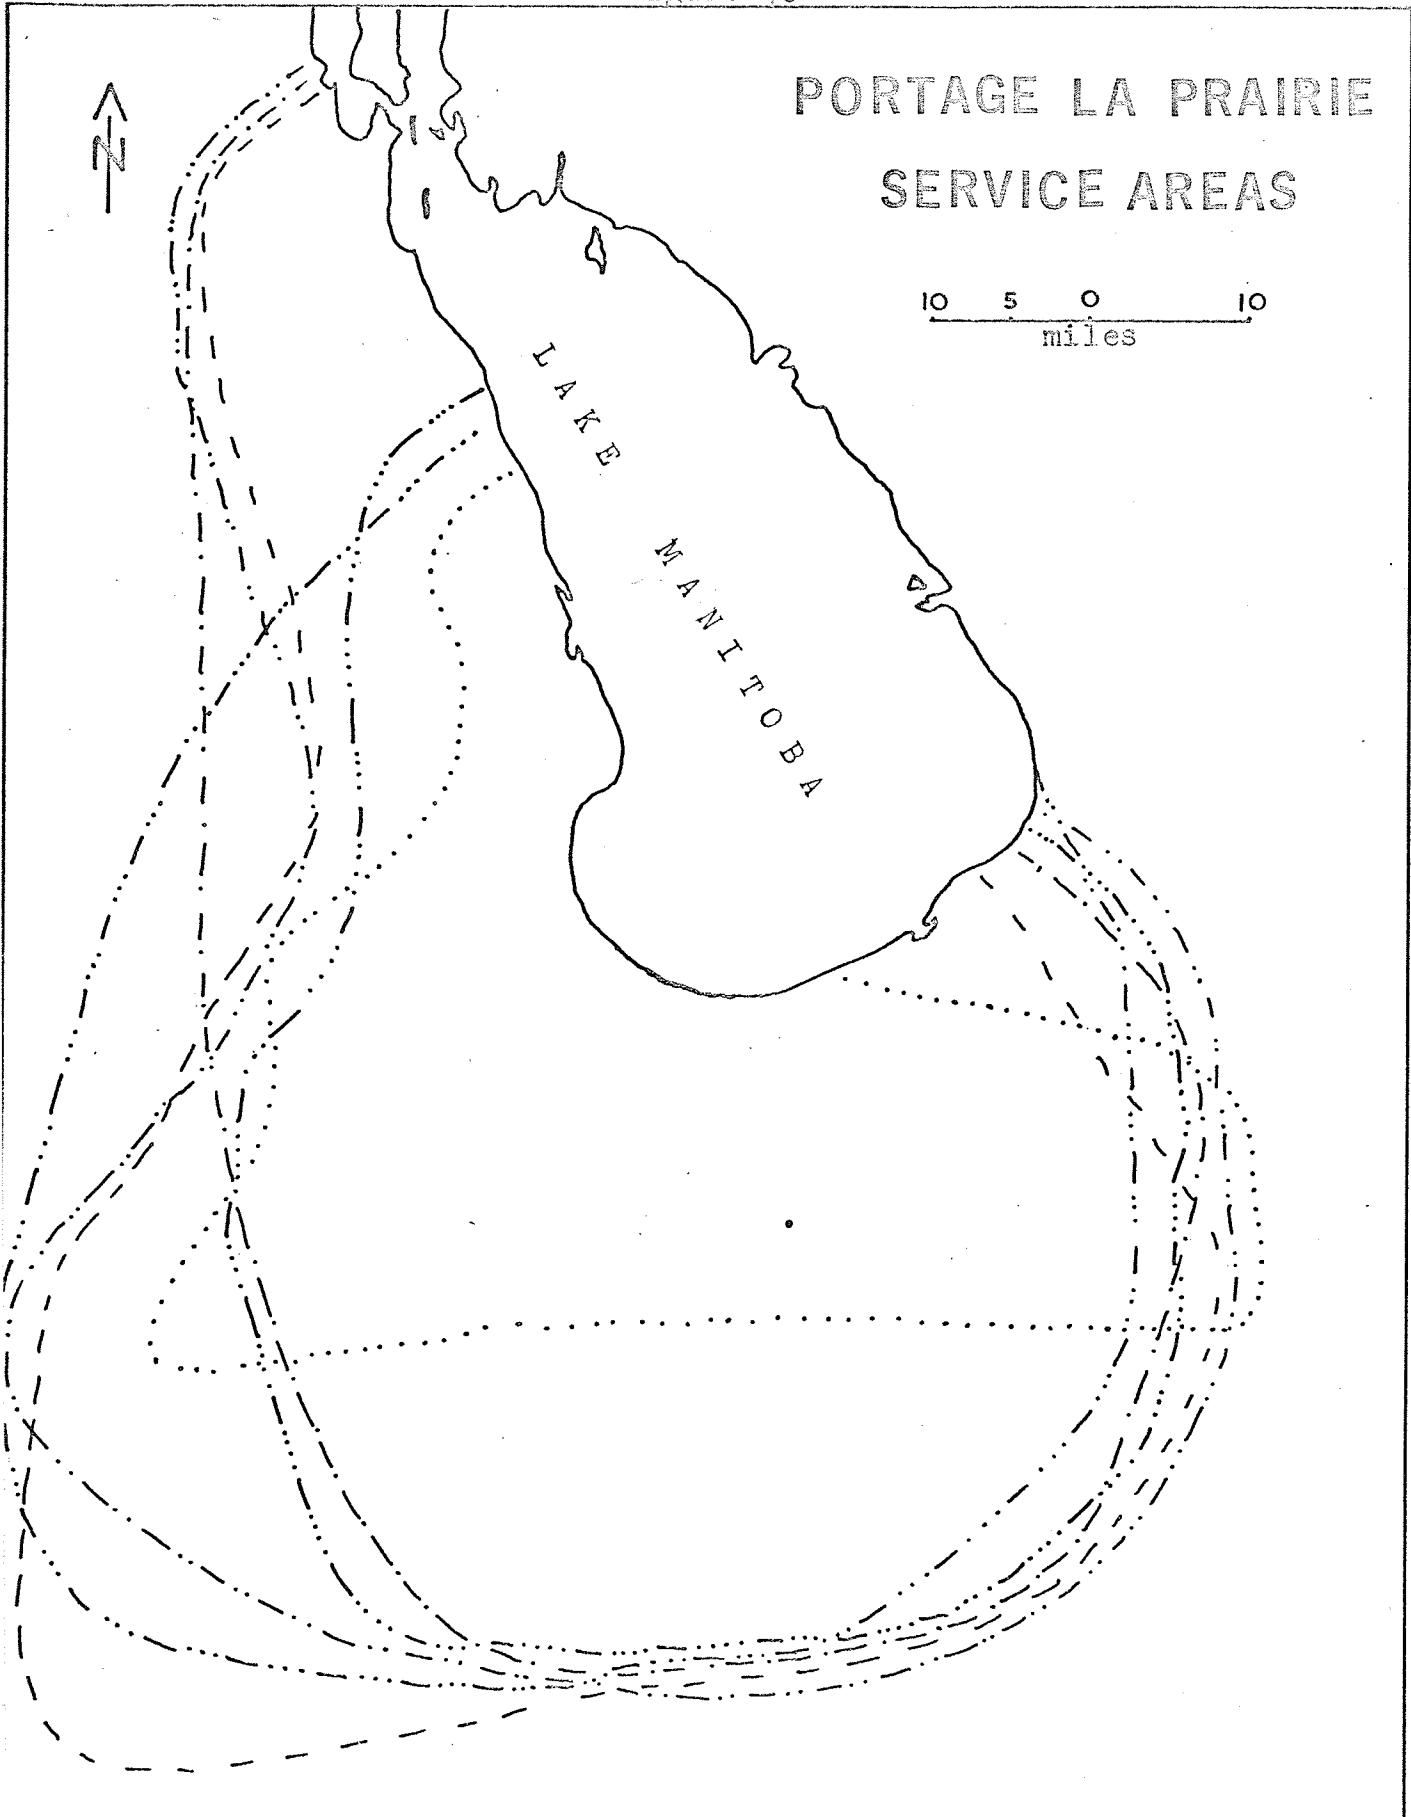 PORTAGE LA PRAIRIE
SERVICE AREAS
N
10 5 0 10
miles
LAKE MANITOBA